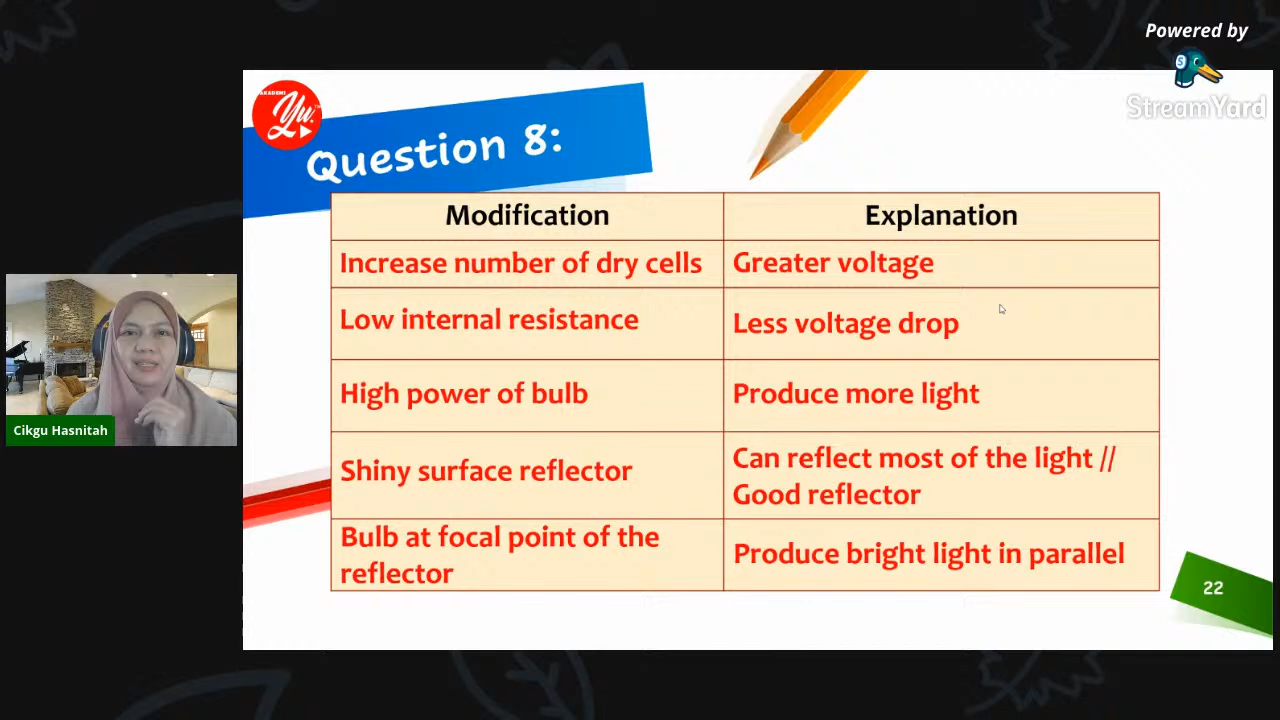 Powered by
StreamYard
AKADEMI
Yu.
Question 8:
Modification
Explanation
Increase number of dry cells
Greater voltage
Low internal resistance
Less voltage drop
High power of bulb
Produce more light
Shiny surface reflector
Can reflect most of the light //
Good reflector
Bulb at focal point of the
reflector
Produce bright light in parallel
Cikgu Hasnitah
22